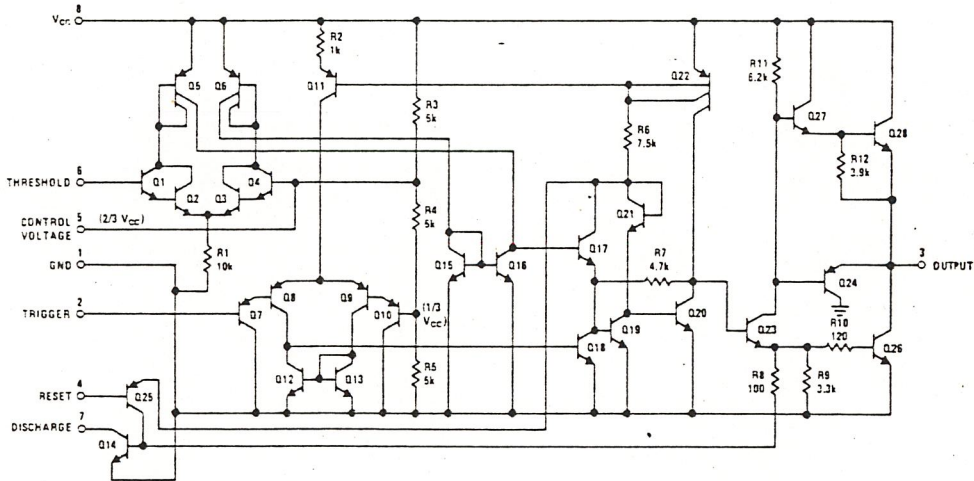 8
VCC
R2
1k
Q5
Q6
Q11
Q22
R11
6.2k
Q27
Q28
R3
5k
R6
7.5k
R12
3.9k
6
THRESHOLD
Q1
Q2
Q3
Q4
5
CONTROL
VOLTAGE
(2/3 VCC)
R4
5k
Q21
1
GND
R1
10k
Q15
Q16
Q17
R7
4.7k
3
OUTPUT
Q24
2
TRIGGER
Q7
Q8
Q9
Q10
(1/3
VCC)
Q18
Q19
Q20
Q23
R10
120
Q26
4
RESET
Q25
Q12
Q13
R5
5k
R8
100
R9
3.3k
7
DISCHARGE
Q14